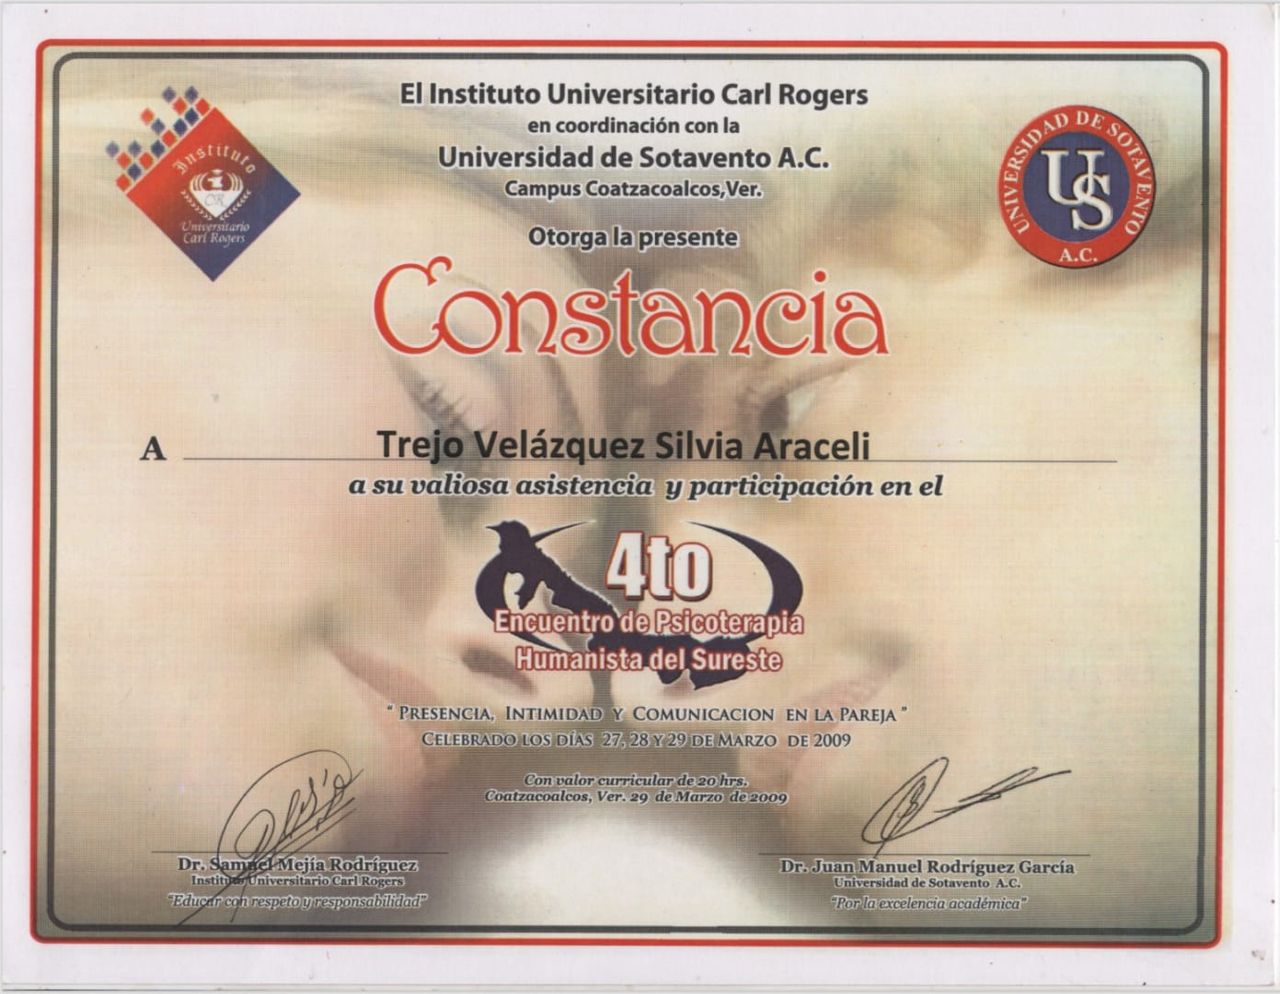 El Instituto Universitario Carl Rogers
en coordinación con la
Universidad de Sotavento A.C.
Campus Coatzacoalcos,Ver.
Otorga la presente
Constancia
Instituto
CR
Universitario
Carl Rogers
UNIVERSIDAD DE SOTAVENTO
US
A.C.
A Trejo Velázquez Silvia Araceli
a su valiosa asistencia y participación en el
4to
Encuentro de Psicoterapia
Humanista del Sureste
" PRESENCIA, INTIMIDAD Y COMUNICACION EN LA PAREJA "
CELEBRADO LOS DÍAS 27, 28 Y 29 DE MARZO DE 2009
Con valor curricular de 20 hrs.
Coatzacoalcos, Ver. 29 de Marzo de 2009
Dr. Samuel Mejía Rodríguez
Instituto Universitario Carl Rogers
"Educar con respeto y responsabilidad"
Dr. Juan Manuel Rodríguez García
Universidad de Sotavento A.C.
"Por la excelencia académica"